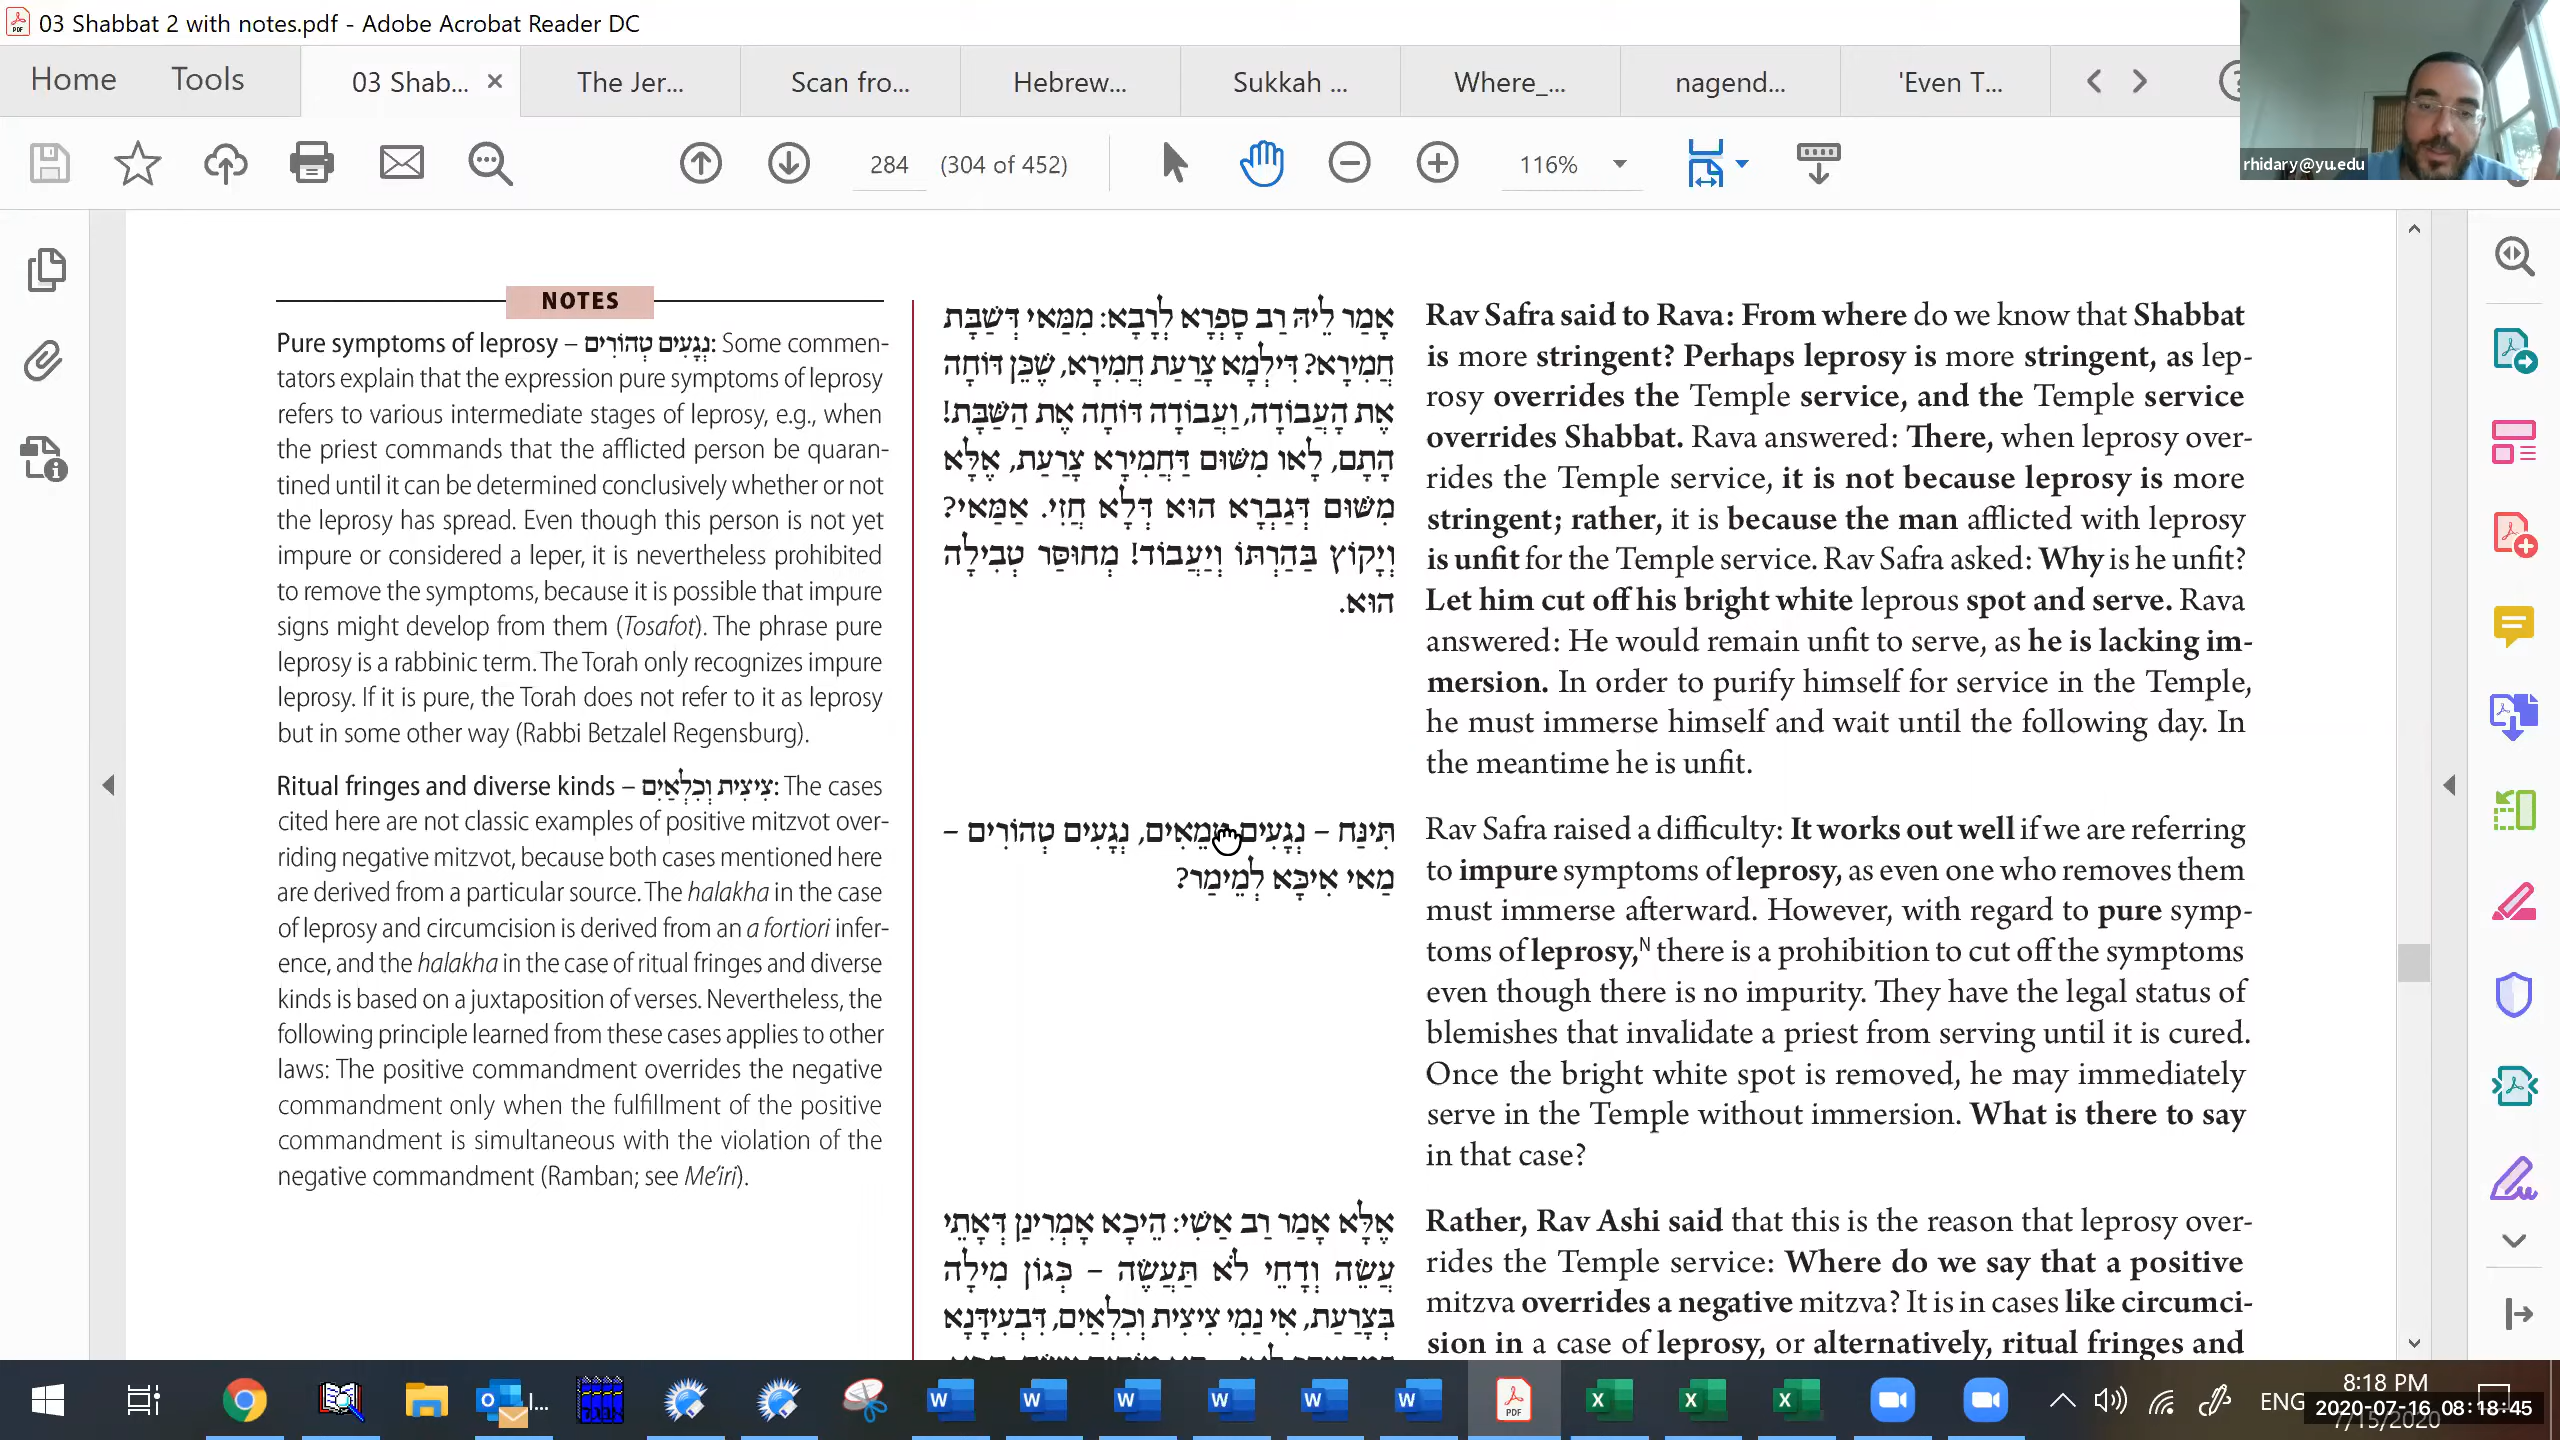 03 Shabbat 2 with notes.pdf - Adobe Acrobat Reader DC
Home
Tools
03 Shab...
The Jer...
Scan fro...
Hebrew...
Sukkah ...
Where_...
nagend...
'Even T...
284
(304 of 452)
116%
rhidary@yu.edu
NOTES
Pure symptoms of leprosy – נְגָעִים טְהוֹרִים: Some commen-
tators explain that the expression pure symptoms of leprosy
refers to various intermediate stages of leprosy, e.g., when
the priest commands that the afflicted person be quaran-
tined until it can be determined conclusively whether or not
the leprosy has spread. Even though this person is not yet
impure or considered a leper, it is nevertheless prohibited
to remove the symptoms, because it is possible that impure
signs might develop from them (Tosafot). The phrase pure
leprosy is a rabbinic term. The Torah only recognizes impure
leprosy. If it is pure, the Torah does not refer to it as leprosy
but in some other way (Rabbi Betzalel Regensburg).
Ritual fringes and diverse kinds – צִיצִית וְכִלְאַיִם: The cases
cited here are not classic examples of positive mitzvot over-
riding negative mitzvot, because both cases mentioned here
are derived from a particular source. The halakha in the case
of leprosy and circumcision is derived from an a fortiori infer-
ence, and the halakha in the case of ritual fringes and diverse
kinds is based on a juxtaposition of verses. Nevertheless, the
following principle learned from these cases applies to other
laws: The positive commandment overrides the negative
commandment only when the fulfillment of the positive
commandment is simultaneous with the violation of the
negative commandment (Ramban; see Me'iri).
אָמַר לֵיהּ רַב סָפְרָא לְרָבָא: מִמַּאי דְּשַׁבָּת
חֲמִירָא? דִּילְמָא צָרַעַת חֲמִירָא, שֶׁכֵּן דּוֹחָה
אֶת הָעֲבוֹדָה, וַעֲבוֹדָה דּוֹחָה אֶת הַשַּׁבָּת!
הָתָם, לָאו מִשּׁוּם דַּחֲמִירָא צָרַעַת, אֶלָּא
מִשּׁוּם דְּגַבְרָא הוּא דְּלָא חֲזִי. אַמַּאי?
וְיָקוֹץ בַּהַרְתּוֹ וְיַעֲבוֹד! מְחוּסַּר טְבִילָה
הוּא.
תִּינַּח – נְגָעִים טְמֵאִים, נְגָעִים טְהוֹרִים –
מַאי אִיכָּא לְמֵימַר?
אֶלָּא אָמַר רַב אַשִׁי: הֵיכָא אָמְרִינַן דְּאָתֵי
עֲשֵׂה וְדָחֵי לֹא תַּעֲשֶׂה – כְּגוֹן מִילָה
בְּצָרַעַת, אִי נַמִי צִיצִית וְכִלְאַיִם, דִּבְעִידָּנָא
Rav Safra said to Rava: From where do we know that Shabbat
is more stringent? Perhaps leprosy is more stringent, as lep-
rosy overrides the Temple service, and the Temple service
overrides Shabbat. Rava answered: There, when leprosy over-
rides the Temple service, it is not because leprosy is more
stringent; rather, it is because the man afflicted with leprosy
is unfit for the Temple service. Rav Safra asked: Why is he unfit?
Let him cut off his bright white leprous spot and serve. Rava
answered: He would remain unfit to serve, as he is lacking im-
mersion. In order to purify himself for service in the Temple,
he must immerse himself and wait until the following day. In
the meantime he is unfit.
Rav Safra raised a difficulty: It works out well if we are referring
to impure symptoms of leprosy, as even one who removes them
must immerse afterward. However, with regard to pure symp-
toms of leprosy,N there is a prohibition to cut off the symptoms
even though there is no impurity. They have the legal status of
blemishes that invalidate a priest from serving until it is cured.
Once the bright white spot is removed, he may immediately
serve in the Temple without immersion. What is there to say
in that case?
Rather, Rav Ashi said that this is the reason that leprosy over-
rides the Temple service: Where do we say that a positive
mitzva overrides a negative mitzva? It is in cases like circumci-
sion in a case of leprosy, or alternatively, ritual fringes and
ENG
8:18 PM
2020-07-16 08:18:45
7/15/2020